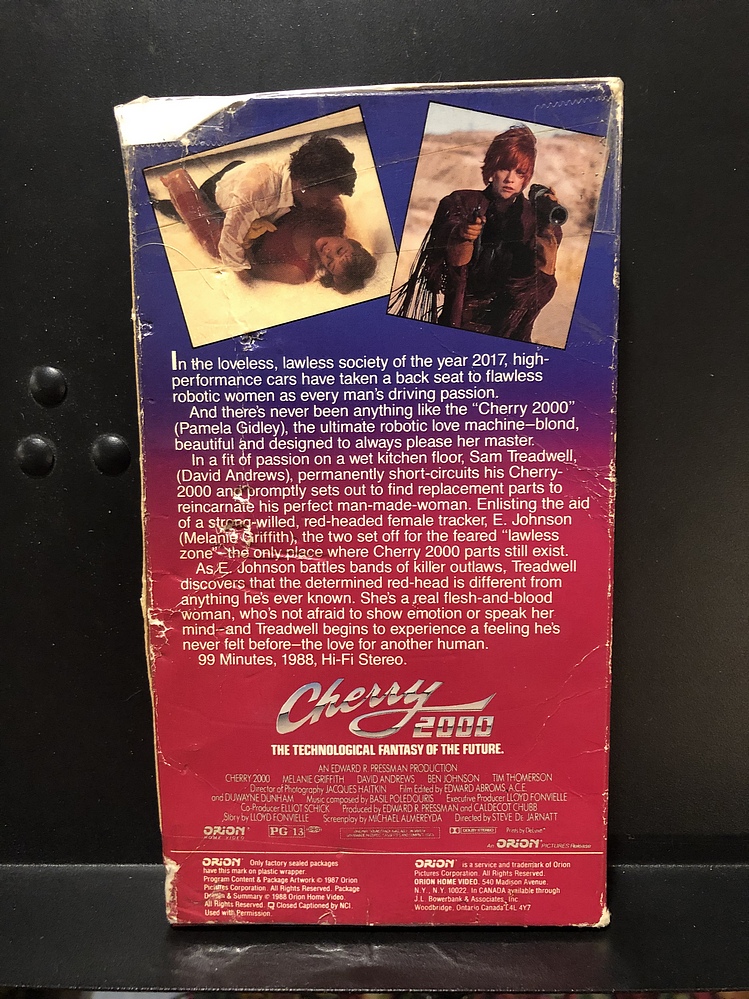 In the loveless, lawless society of the year 2017, high-
performance cars have taken a back seat to flawless
robotic women as every man's driving passion.
And there's never been anything like the "Cherry 2000"
(Pamela Gidley), the ultimate robotic love machine–blond,
beautiful and designed to always please her master.
In a fit of passion on a wet kitchen floor, Sam Treadwell,
(David Andrews), permanently short-circuits his Cherry-
2000 and promptly sets out to find replacement parts to
reincarnate his perfect man-made-woman. Enlisting the aid
of a strong-willed, red-headed female tracker, E. Johnson
(Melanie Griffith), the two set off for the feared "lawless
zone"–the only place where Cherry 2000 parts still exist.
As E. Johnson battles bands of killer outlaws, Treadwell
discovers that the determined red-head is different from
anything he's ever known. She's a real flesh-and-blood
woman, who's not afraid to show emotion or speak her
mind–and Treadwell begins to experience a feeling he's
never felt before–the love for another human.
99 Minutes, 1988, Hi-Fi Stereo.
Cherry
2000
THE TECHNOLOGICAL FANTASY OF THE FUTURE.
AN EDWARD R. PRESSMAN PRODUCTION
CHERRY 2000 MELANIE GRIFFITH DAVID ANDREWS BEN JOHNSON TIM THOMERSON
Director of Photography JACQUES HAITKIN Film Edited by EDWARD ABROMS, A.C.E.
and DUWAYNE DUNHAM Music composed by BASIL POLEDOURIS Executive Producer LLOYD FONVIELLE
Co-Producer ELLIOT SCHICK Produced by EDWARD R. PRESSMAN and CALDECOT CHUBB
Story by LLOYD FONVIELLE Screenplay by MICHAEL ALMEREYDA Directed by STEVE De JARNATT
ORION
HOME VIDEO
PG-13
DOLBY STEREO
Prints by DeLuxe
An ORION PICTURES Release
ORION Only factory sealed packages
have this mark on plastic wrapper.
Program Content & Package Artwork © 1987 Orion
Pictures Corporation. All Rights Reserved. Package
Design & Summary © 1988 Orion Home Video.
All Rights Reserved. Closed Captioned by NCI.
Used with Permission.
ORION is a service and trademark of Orion
Pictures Corporation. All Rights Reserved.
ORION HOME VIDEO. 540 Madison Avenue,
N.Y., N.Y. 10022. In CANADA available through
J.L. Bowerbank & Associates, Inc.
Woodbridge, Ontario Canada L4L 4Y7